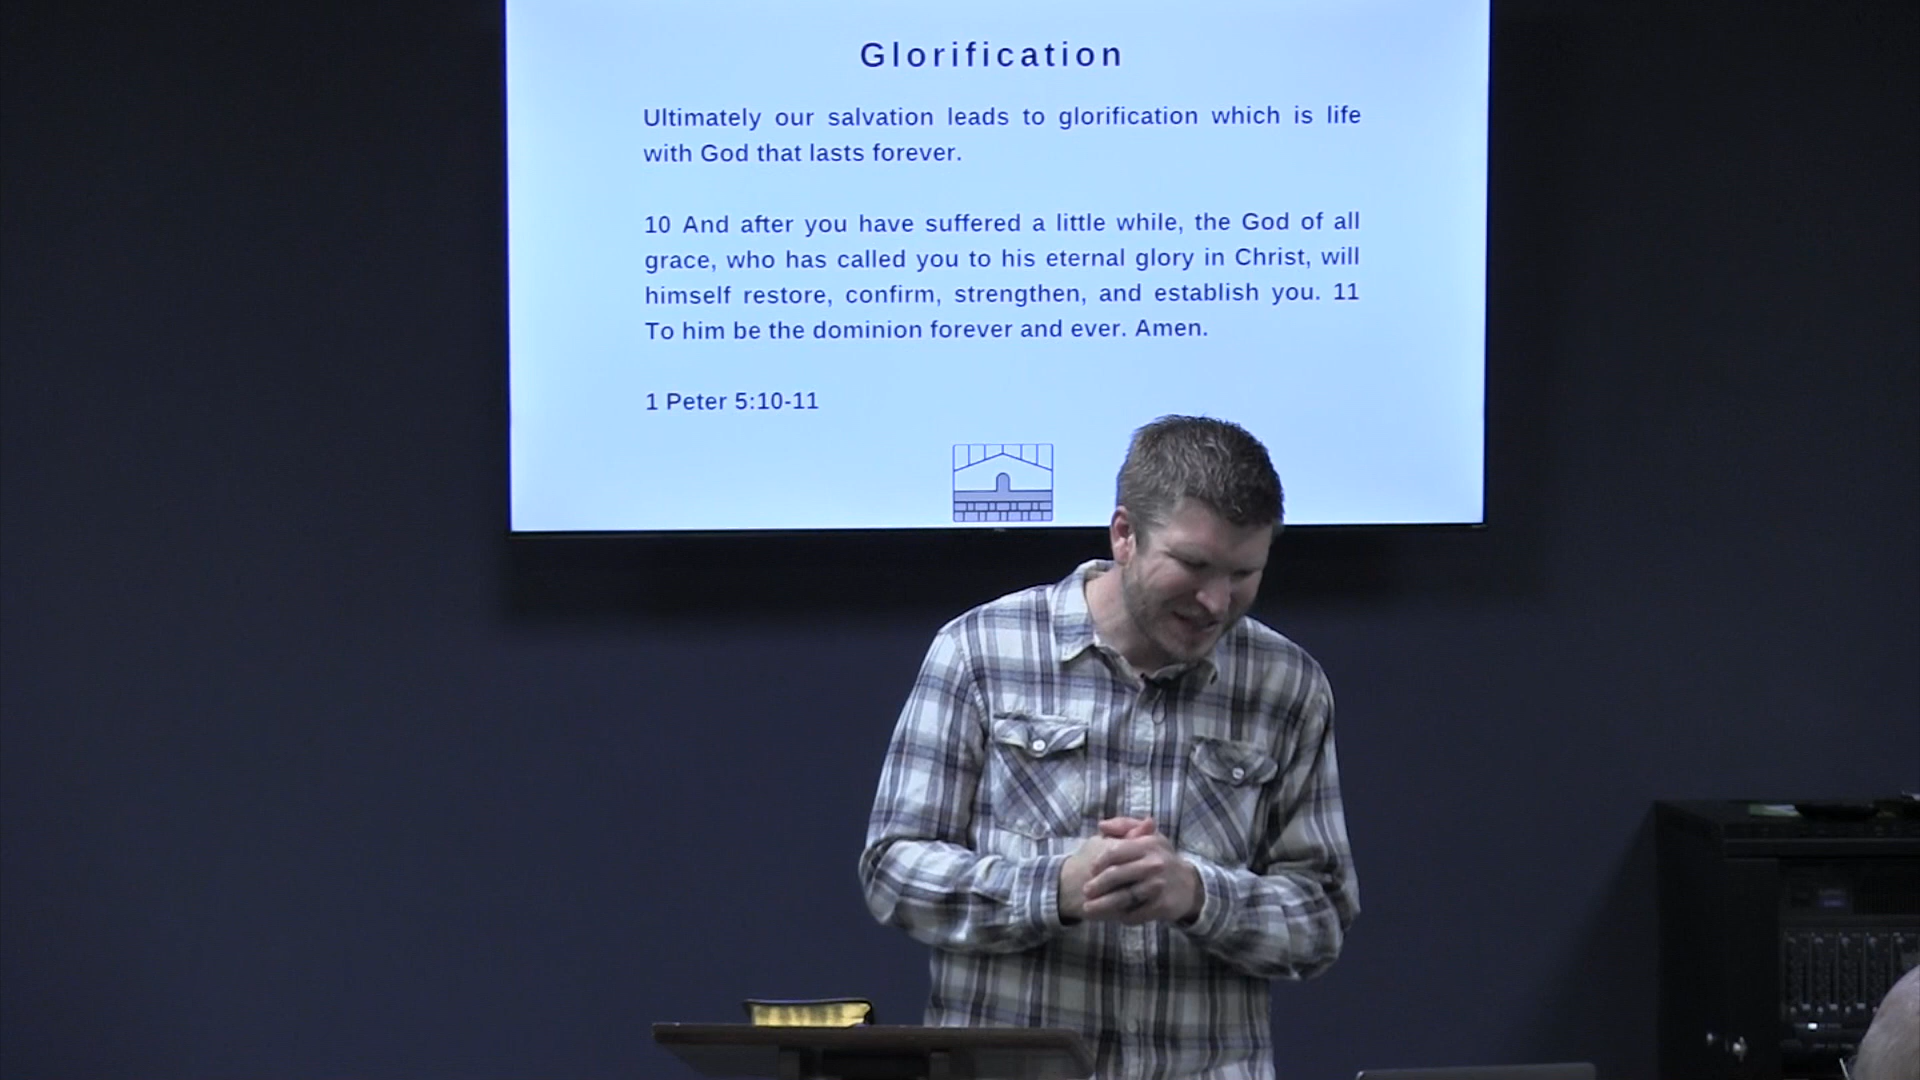 Glorification
Ultimately our salvation leads to glorification which is life
with God that lasts forever.
10 And after you have suffered a little while, the God of all
grace, who has called you to his eternal glory in Christ, will
himself restore, confirm, strengthen, and establish you. 11
To him be the dominion forever and ever. Amen.
1 Peter 5:10-11